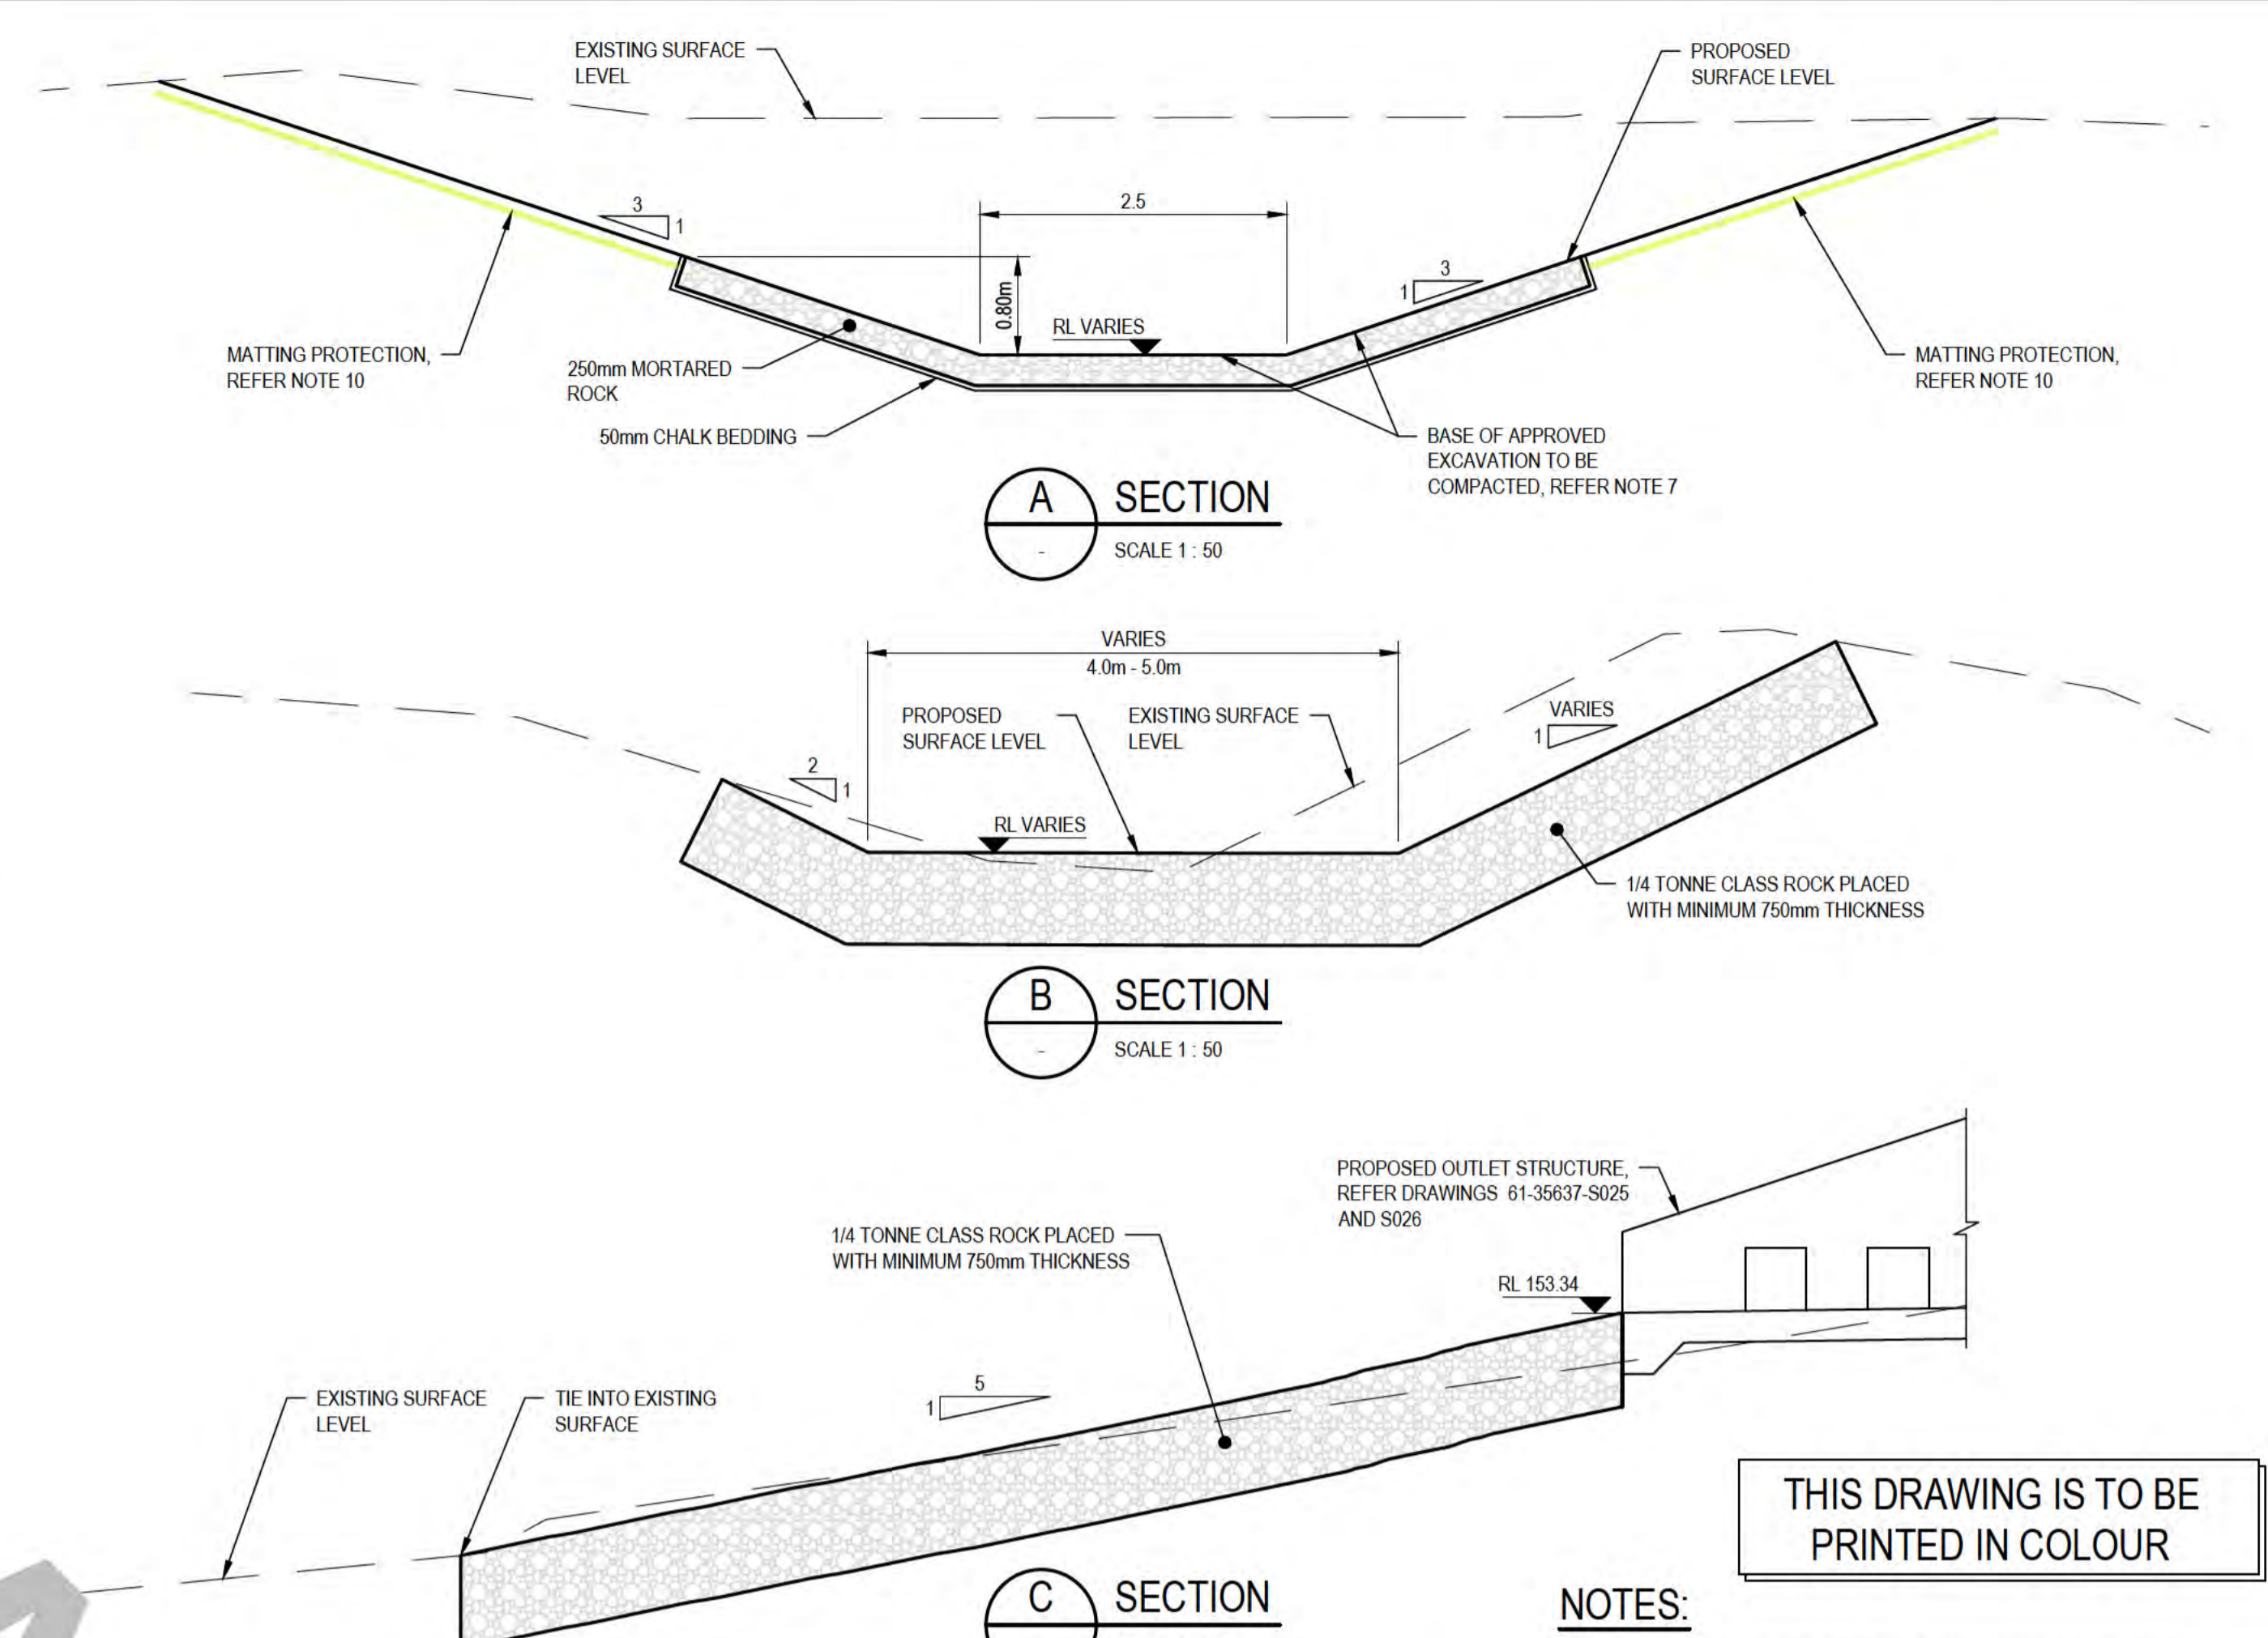 EXISTING SURFACE
LEVEL
PROPOSED
SURFACE LEVEL
3
1
2.5
0.80m
RL VARIES
3
1
MATTING PROTECTION,
REFER NOTE 10
250mm MORTARED
ROCK
50mm CHALK BEDDING
MATTING PROTECTION,
REFER NOTE 10
BASE OF APPROVED
EXCAVATION TO BE
COMPACTED, REFER NOTE 7
A
SECTION
-
SCALE 1 : 50
VARIES
4.0m - 5.0m
PROPOSED
SURFACE LEVEL
EXISTING SURFACE
LEVEL
VARIES
1
2
1
RL VARIES
1/4 TONNE CLASS ROCK PLACED
WITH MINIMUM 750mm THICKNESS
B
SECTION
-
SCALE 1 : 50
PROPOSED OUTLET STRUCTURE,
REFER DRAWINGS 61-35637-S025
AND S026
1/4 TONNE CLASS ROCK PLACED
WITH MINIMUM 750mm THICKNESS
RL 153.34
5
1
EXISTING SURFACE
LEVEL
TIE INTO EXISTING
SURFACE
THIS DRAWING IS TO BE
PRINTED IN COLOUR
C
SECTION
NOTES: